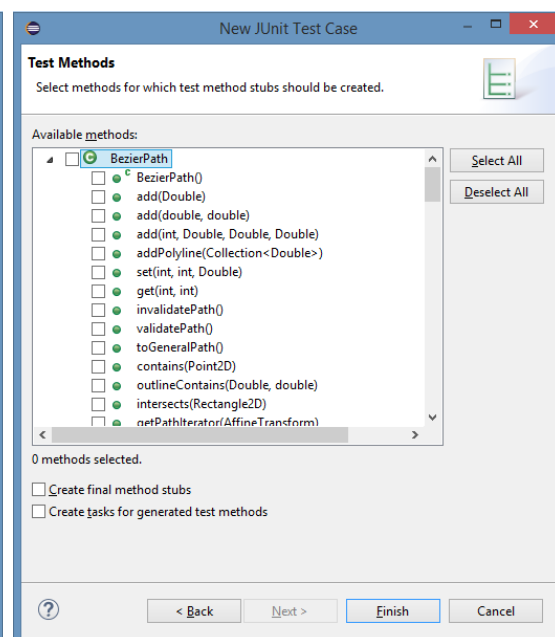 New JUnit Test Case
Test Methods
Select methods for which test method stubs should be created.
Available methods:
BezierPath
BezierPath()
add(Double)
add(double, double)
add(int, Double, Double, Double)
addPolyline(Collection<Double>)
set(int, int, Double)
get(int, int)
invalidatePath()
validatePath()
toGeneralPath()
contains(Point2D)
outlineContains(Double, double)
intersects(Rectangle2D)
getPathIterator(AffineTransform)
Select All
Deselect All
0 methods selected.
Create final method stubs
Create tasks for generated test methods
< Back
Next >
Finish
Cancel